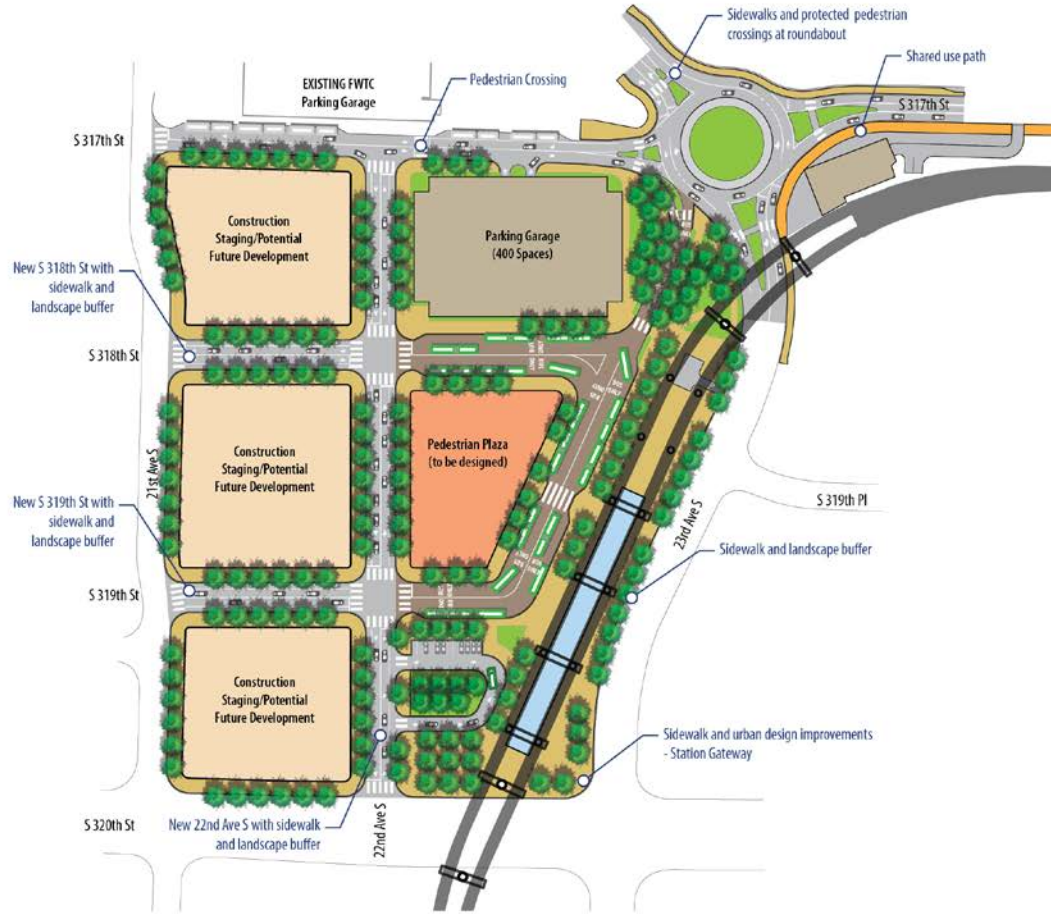 Sidewalks and protected pedestrian
crossings at roundabout
Shared use path
EXISTING FWTC
Parking Garage
Pedestrian Crossing
S 317th St
S 317th St
Construction
Staging/Potential
Future Development
Parking Garage
(400 Spaces)
New S 318th St with
sidewalk and
landscape buffer
S 318th St
BUS ONLY
BUS ONLY
Construction
Staging/Potential
Future Development
Pedestrian Plaza
(to be designed)
21st Ave S
S 319th Pl
New S 319th St with
sidewalk and
landscape buffer
23rd Ave S
Sidewalk and landscape buffer
S 319th St
Construction
Staging/Potential
Future Development
Sidewalk and urban design improvements
- Station Gateway
S 320th St
New 22nd Ave S with sidewalk
and landscape buffer
22nd Ave S